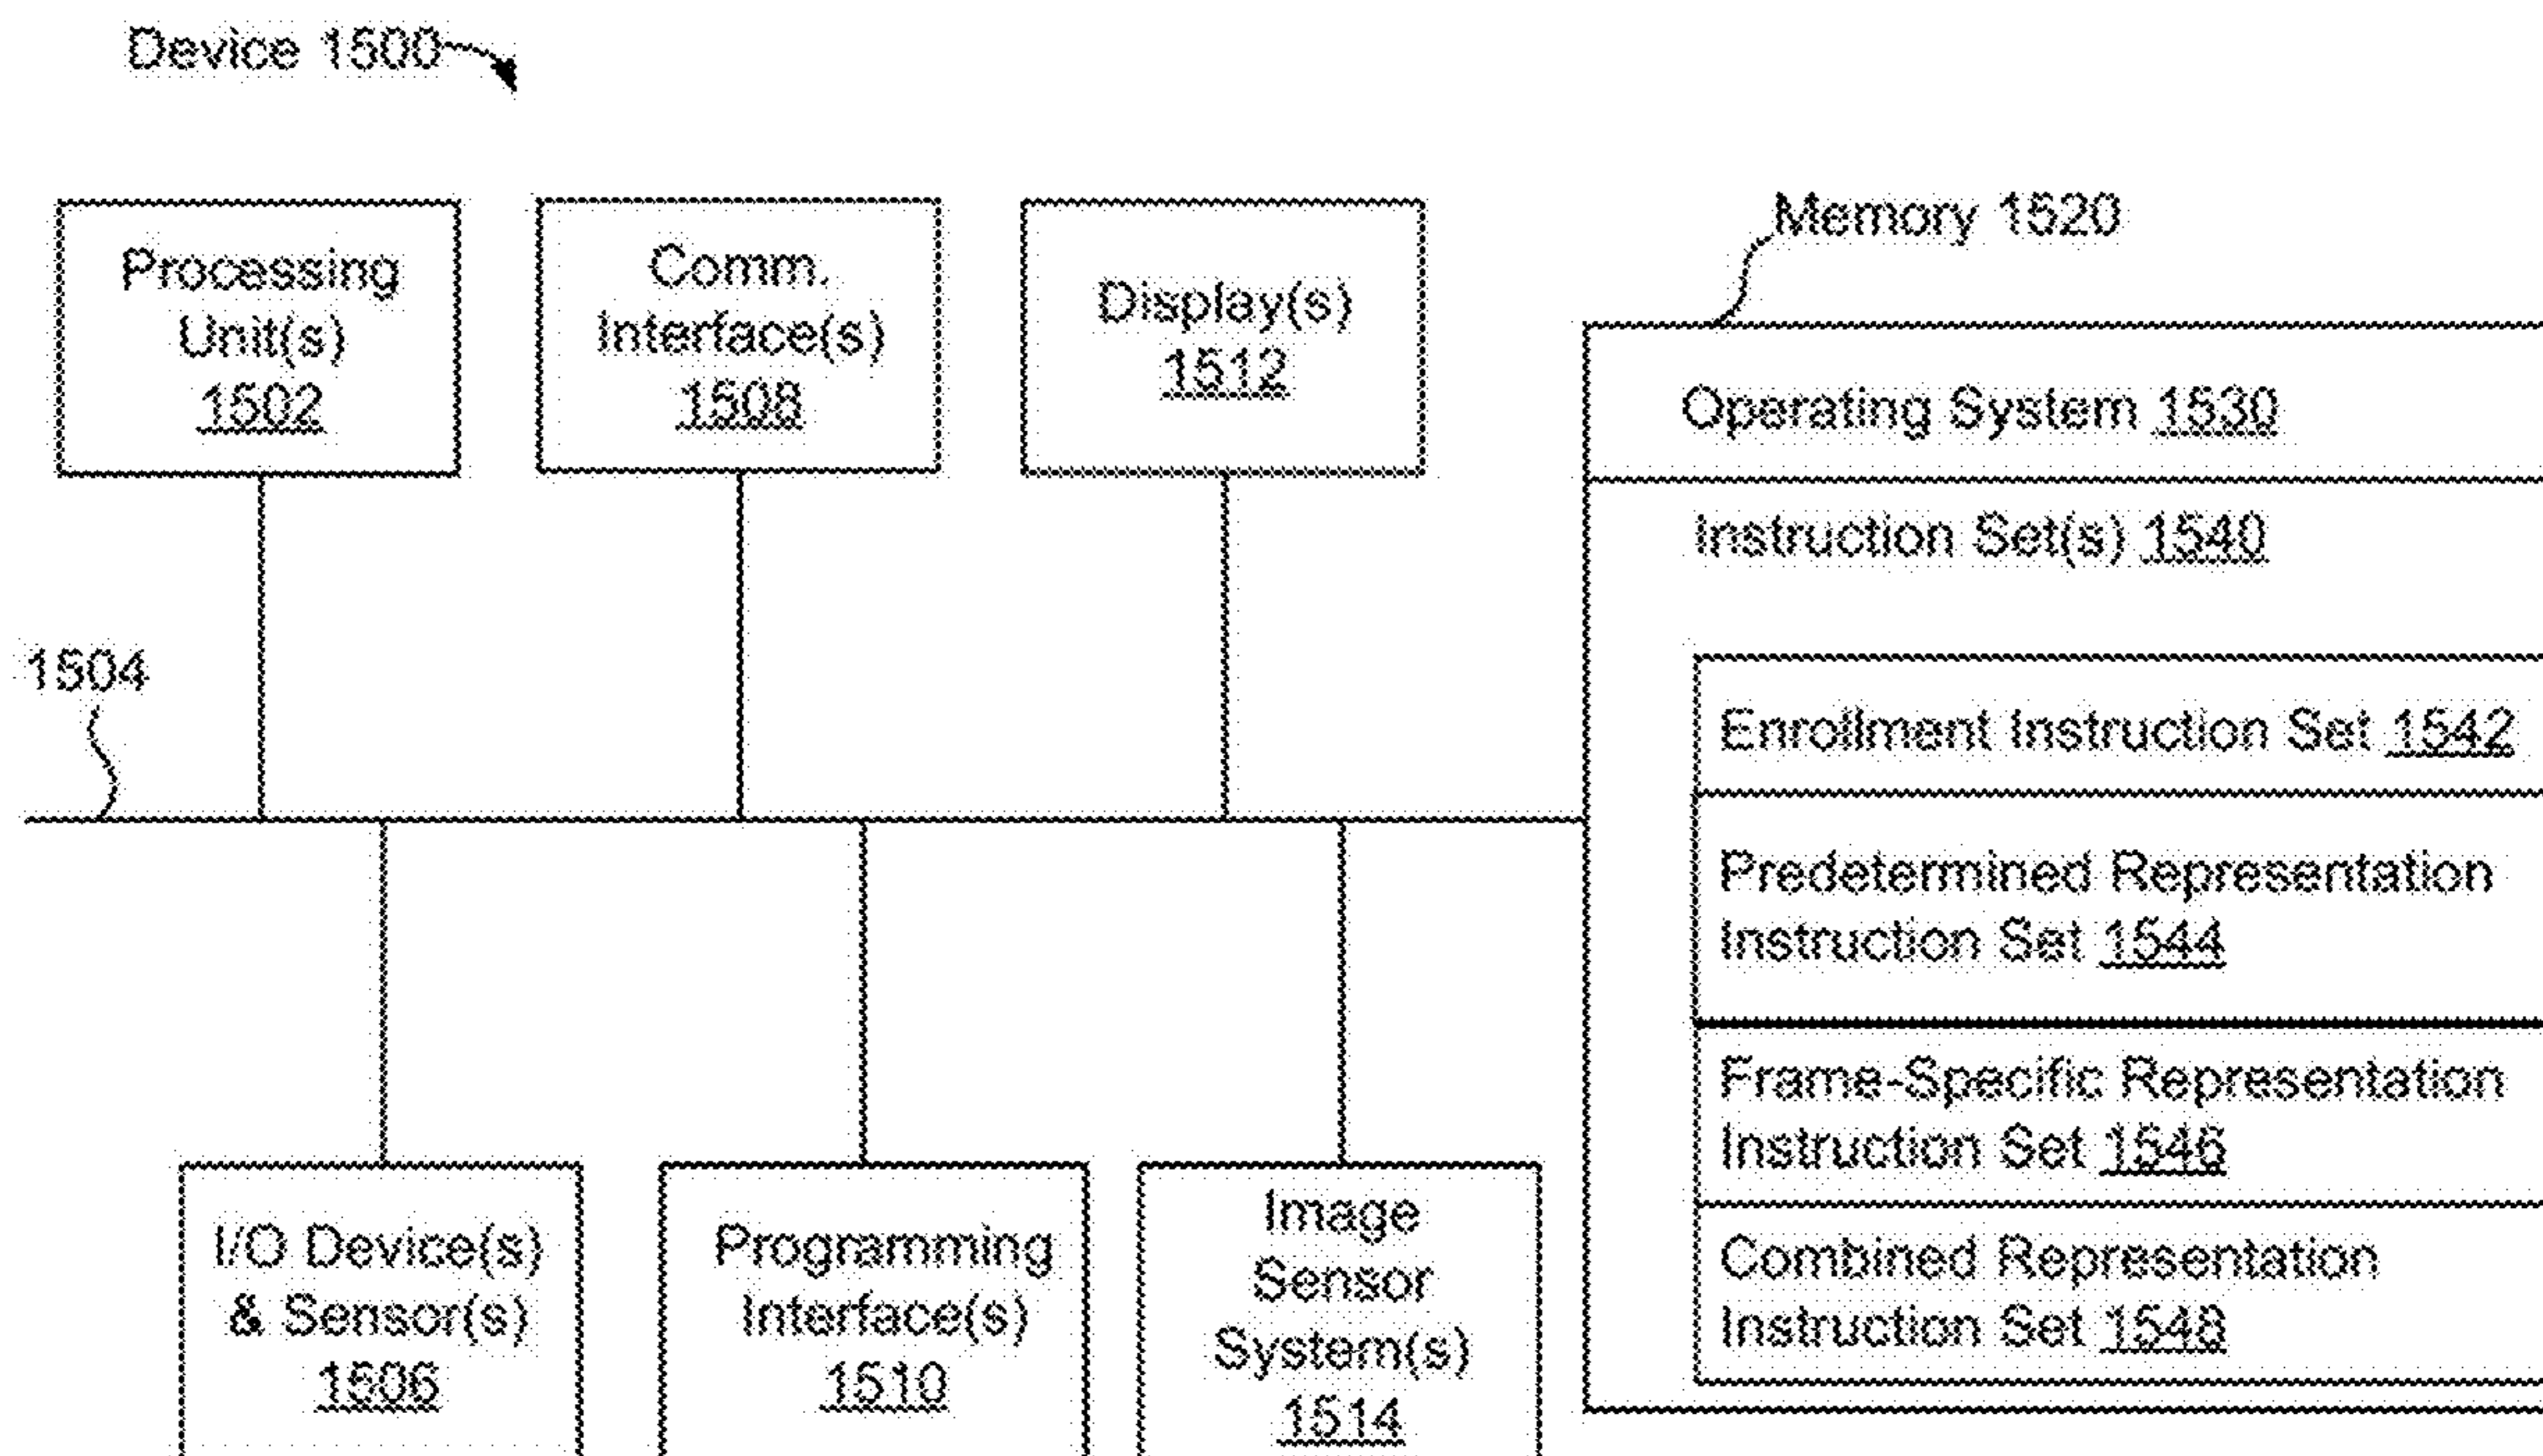 Device 1500
Processing
Unit(s)
1502
Comm.
Interface(s)
1508
Display(s)
1512
Memory 1520
Operating System 1530
Instruction Set(s) 1540
Enrollment Instruction Set 1542
Predetermined Representation
Instruction Set 1544
Frame-Specific Representation
Instruction Set 1546
Combined Representation
Instruction Set 1548
1504
I/O Device(s)
& Sensor(s)
1506
Programming
Interface(s)
1510
Image
Sensor
System(s)
1514